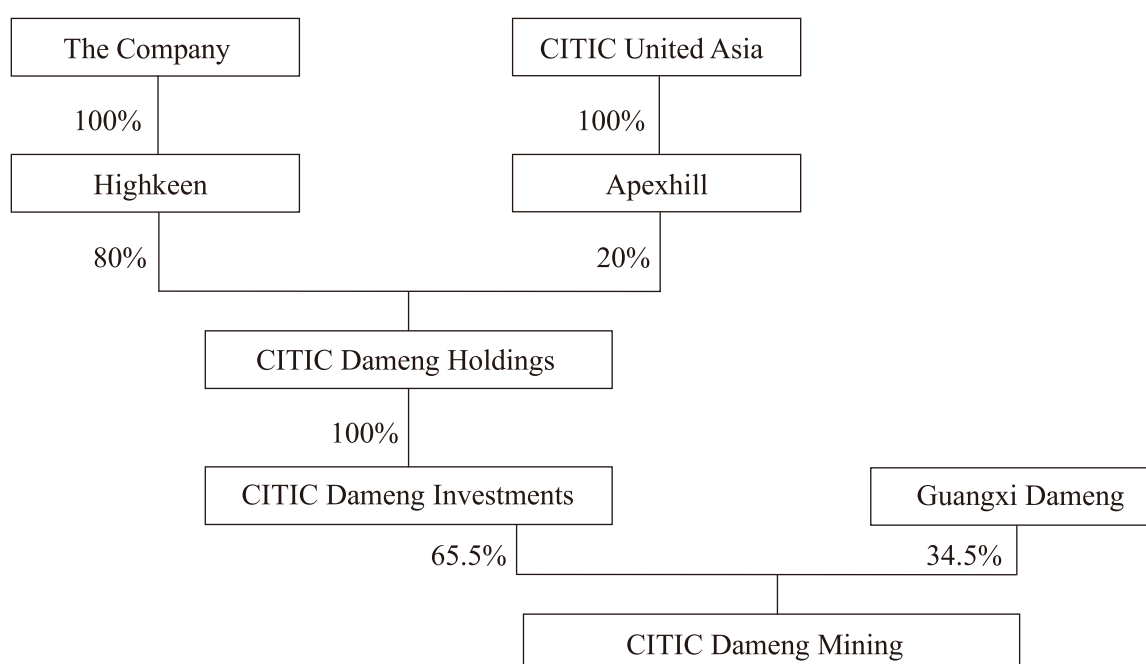 The Company
CITIC United Asia
100%
100%
Highkeen
Apexhill
80%
20%
CITIC Dameng Holdings
100%
CITIC Dameng Investments
Guangxi Dameng
65.5%
34.5%
CITIC Dameng Mining